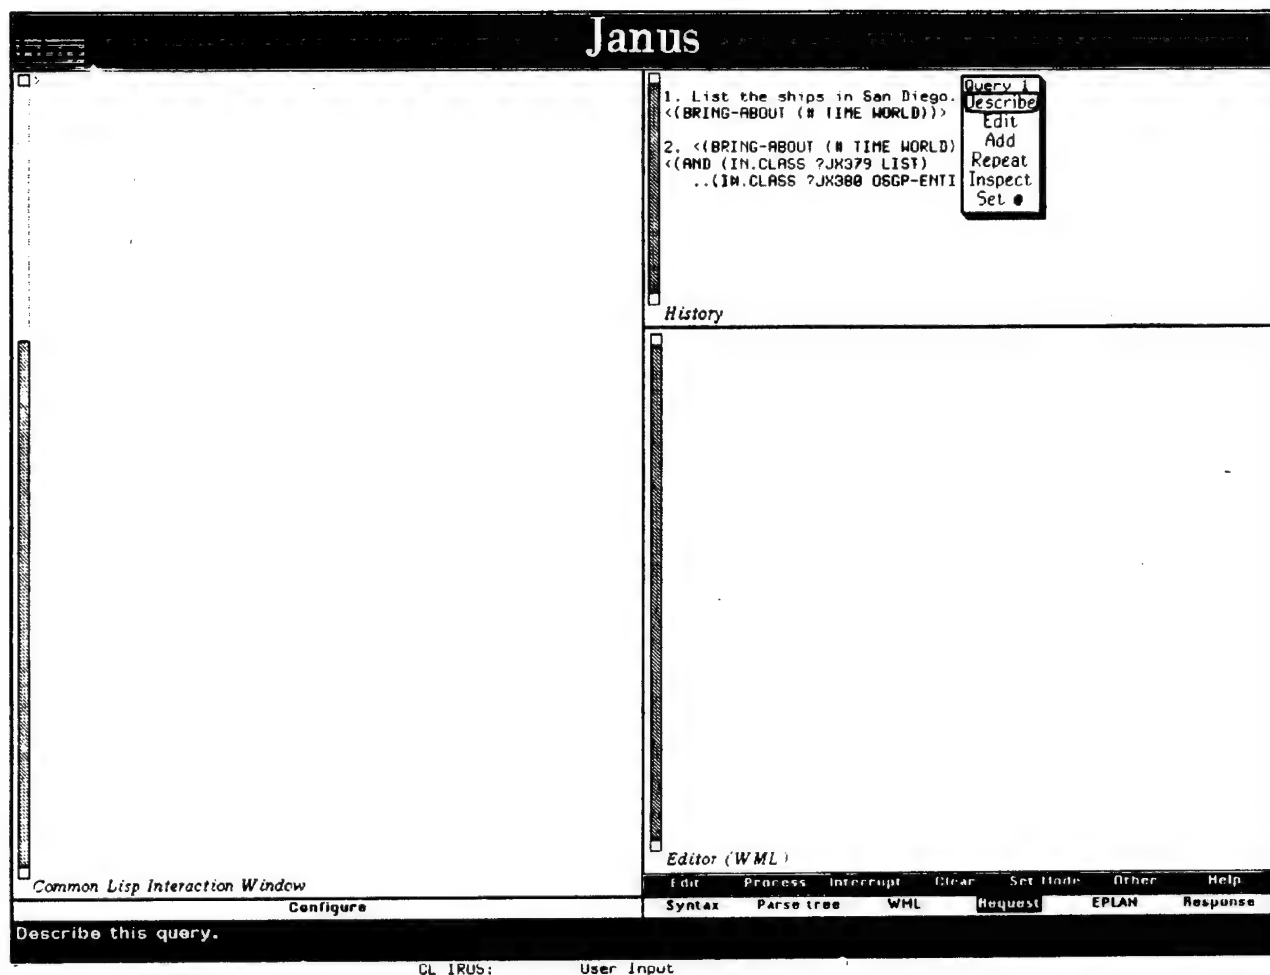 Janus
>
1. List the ships in San Diego.
<(BRING-ABOUT (# TIME WORLD))>
2. <(BRING-ABOUT (# TIME WORLD)
<(AND (IN.CLASS ?JX379 LIST)
..(IN.CLASS ?JX380 OSGP-ENTI
Query 1
Describe
Edit
Add
Repeat
Inspect
Set
History
Editor (WML)
Common Lisp Interaction Window
Edit Process Interrupt Clear Set Mode Other Help
Configure
Syntax Parse tree WML Request EPLAN Response
Describe this query.
CL IRUS: User Input